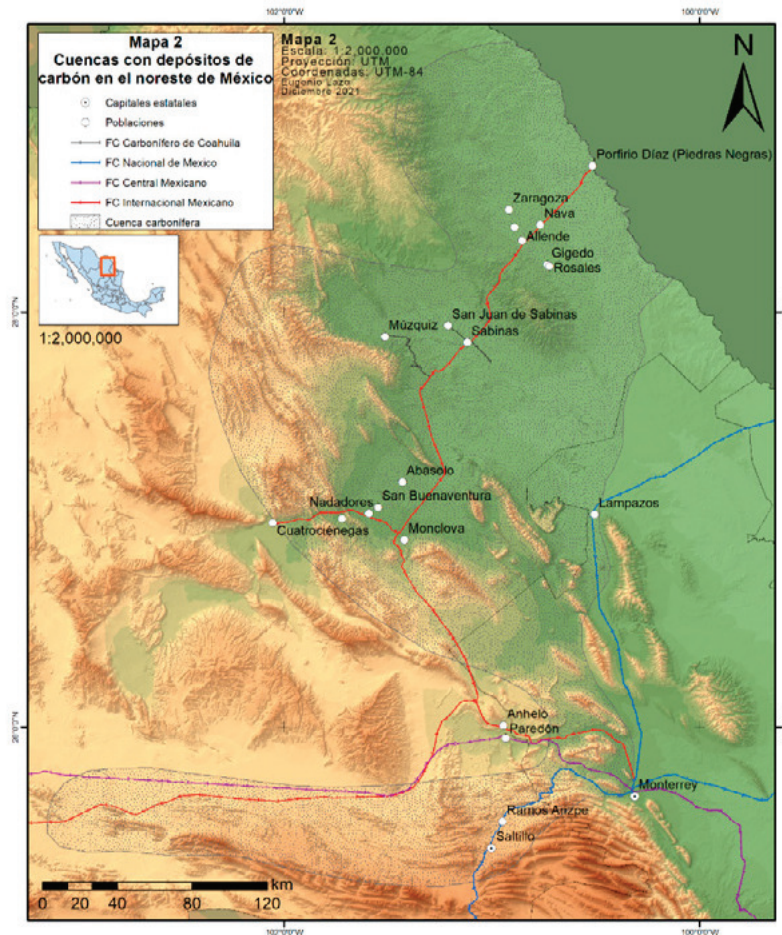 102°0'0"W
100°0'0"W
Mapa 2
Cuencas con depósitos de
carbón en el noreste de México
Capitales estatales
Poblaciones
FC Carbonífero de Coahuila
FC Nacional de Mexico
FC Central Mexicano
FC Internacional Mexicano
Cuenca carbonífera
Mapa 2
Escala: 1:2,000.000
Proyección: UTM
Coordenadas: UTM-84
Eugenio Lazo
Diciembre 2021
N
1:2,000,000
Porfirio Díaz (Piedras Negras)
Zaragoza
Nava
Allende
Gigedo
Rosales
San Juan de Sabinas
Múzquiz
Sabinas
Abasolo
San Buenaventura
Nadadores
Lampazos
Cuatrociénegas
Monclova
Anhelo
Paredón
Monterrey
Ramos Arizpe
Saltillo
km
0 20 40 80 120
102°0'0"W
100°0'0"W